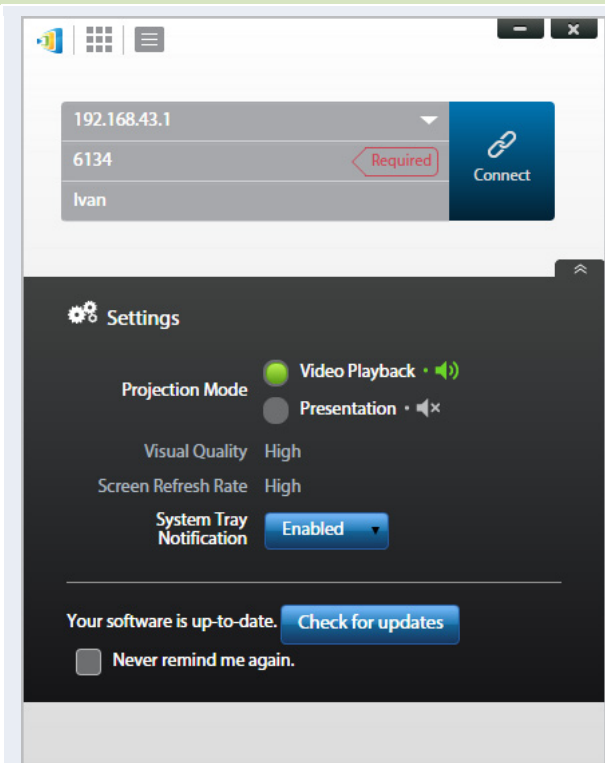 192.168.43.1
6134 Required
Ivan
Connect
Settings
Projection Mode
Video Playback
Presentation
Visual Quality High
Screen Refresh Rate High
System Tray
Notification
Enabled
Your software is up-to-date. Check for updates
Never remind me again.